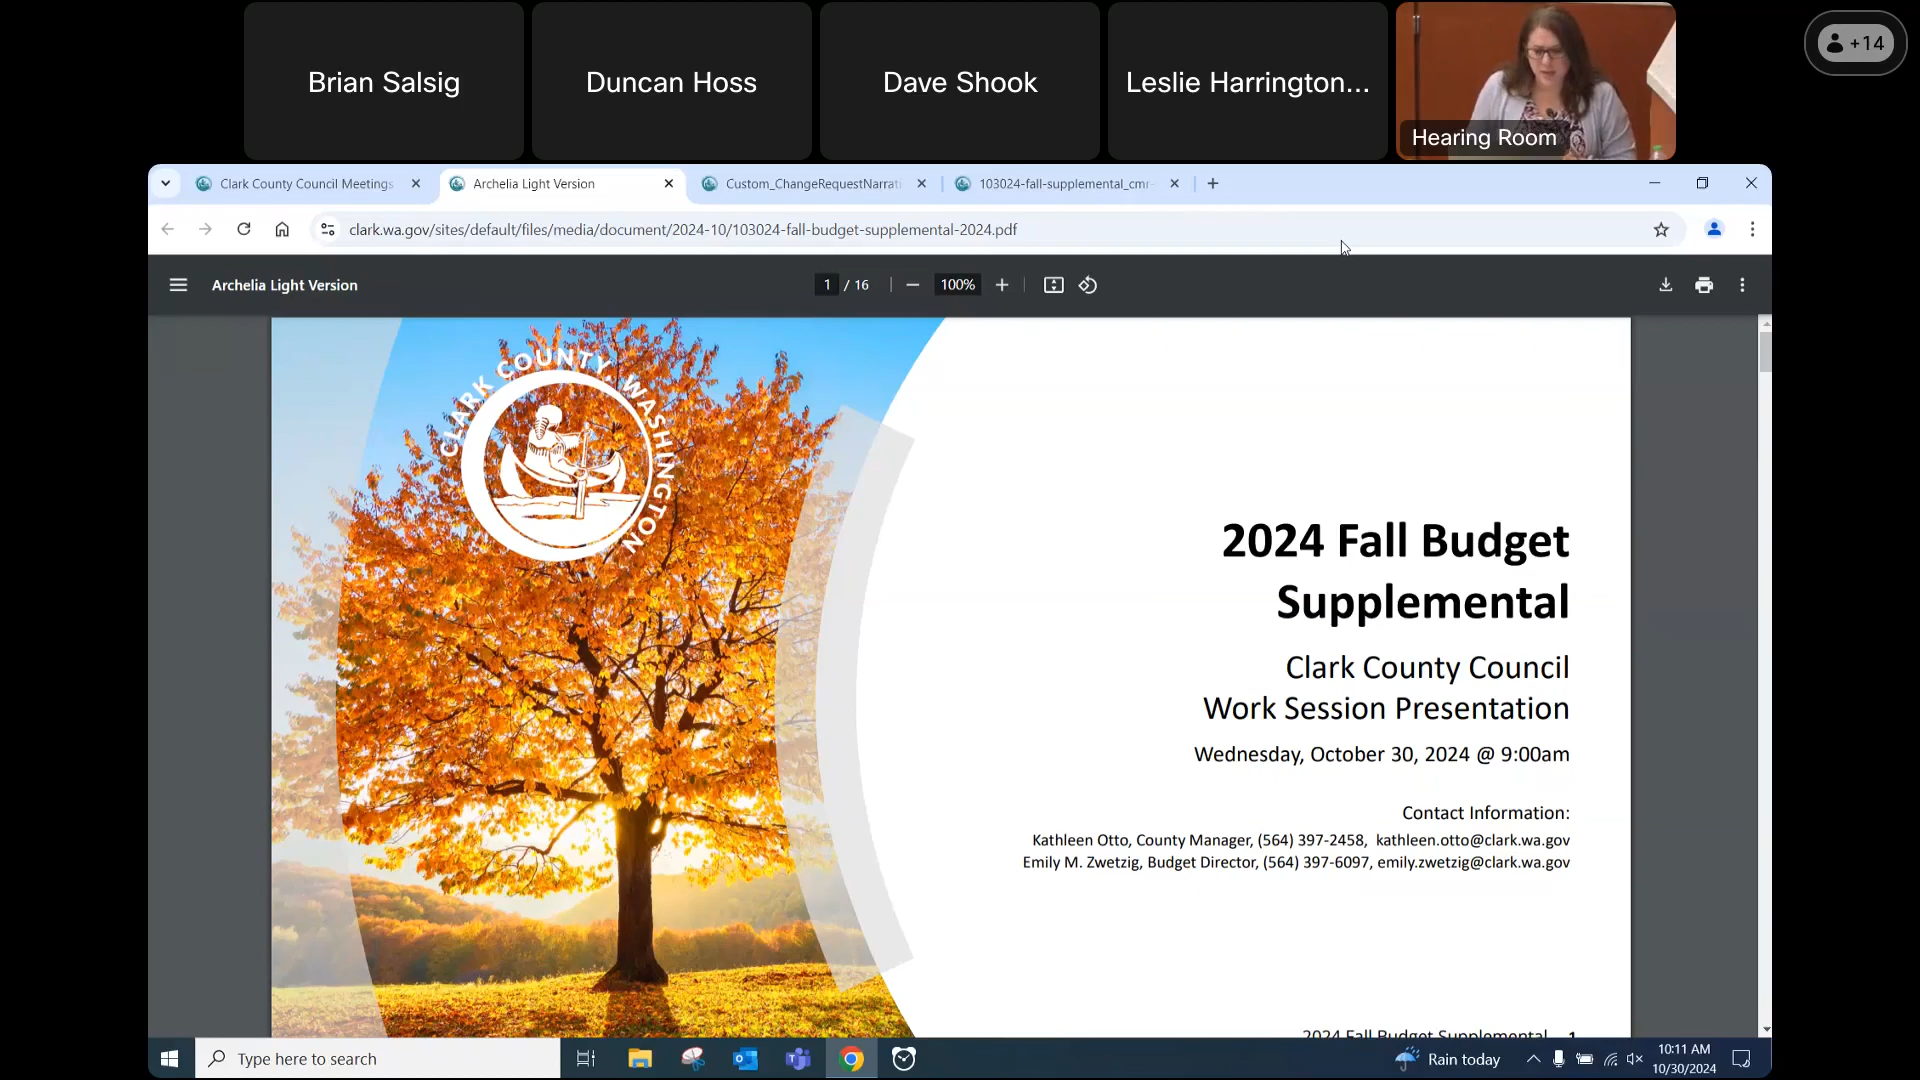 Brian Salsig
Duncan Hoss
Dave Shook
Leslie Harrington...
Hearing Room
+14
Clark County Council Meetings
Archelia Light Version
Custom_ChangeRequestNarrati
103024-fall-supplemental_cmr-
clark.wa.gov/sites/default/files/media/document/2024-10/103024-fall-budget-supplemental-2024.pdf
Archelia Light Version
1 / 16
100%
CLARK COUNTY, WASHINGTON
2024 Fall Budget
Supplemental
Clark County Council
Work Session Presentation
Wednesday, October 30, 2024 @ 9:00am
Contact Information:
Kathleen Otto, County Manager, (564) 397-2458, kathleen.otto@clark.wa.gov
Emily M. Zwetzig, Budget Director, (564) 397-6097, emily.zwetzig@clark.wa.gov
2024 Fall Budget Supplemental 1
Type here to search
Rain today
10:11 AM
10/30/2024